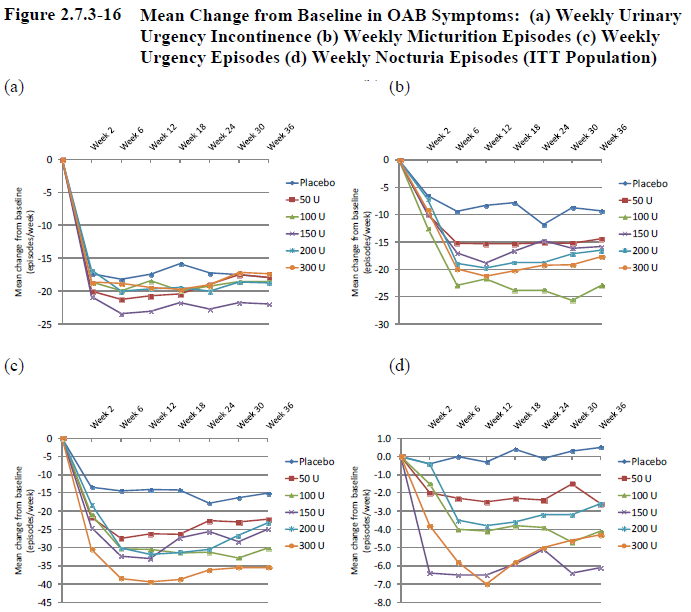 Figure 2.7.3-16 Mean Change from Baseline in OAB Symptoms: (a) Weekly Urinary
Urgency Incontinence (b) Weekly Micturition Episodes (c) Weekly
Urgency Episodes (d) Weekly Nocturia Episodes (ITT Population)
(a)
Week 2 Week 6 Week 12 Week 18 Week 24 Week 30 Week 36
Mean change from baseline
(episodes/week)
0
-5
-10
-15
-20
-25
Placebo
50 U
100 U
150 U
200 U
300 U
(b)
Week 2 Week 6 Week 12 Week 18 Week 24 Week 30 Week 36
Mean change from baseline
(episodes/week)
0
-5
-10
-15
-20
-25
-30
Placebo
50 U
100 U
150 U
200 U
300 U
(c)
Week 2 Week 6 Week 12 Week 18 Week 24 Week 30 Week 36
Mean change from baseline
(episodes/week)
0
-5
-10
-15
-20
-25
-30
-35
-40
-45
Placebo
50 U
100 U
150 U
200 U
300 U
(d)
Week 2 Week 6 Week 12 Week 18 Week 24 Week 30 Week 36
Mean change from baseline
(episodes/week)
1.0
0.0
-1.0
-2.0
-3.0
-4.0
-5.0
-6.0
-7.0
-8.0
Placebo
50 U
100 U
150 U
200 U
300 U